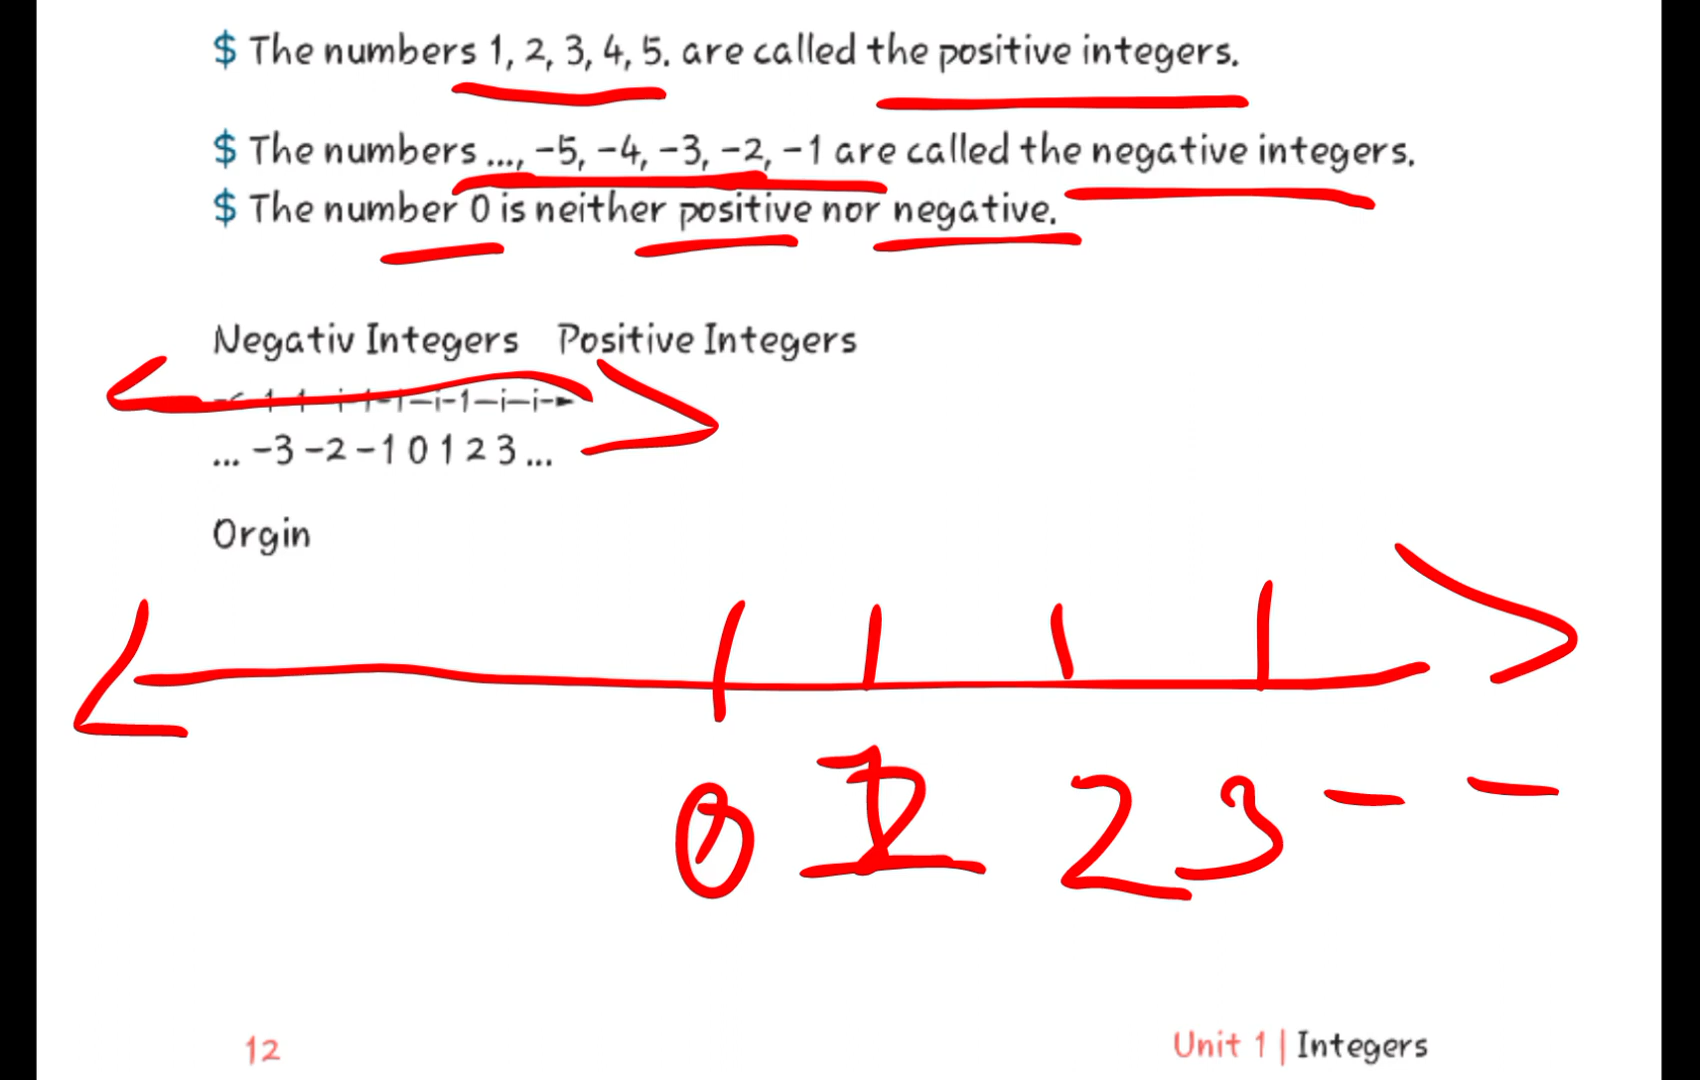 $ The numbers 1, 2, 3, 4, 5. are called the positive integers.
$ The numbers ..., -5, -4, -3, -2, -1 are called the negative integers.
$ The number 0 is neither positive nor negative.
Negativ Integers Positive Integers
... -3 -2 -1 0 1 2 3 ...
Orgin
0 1 2 3 - -
12
Unit 1 | Integers